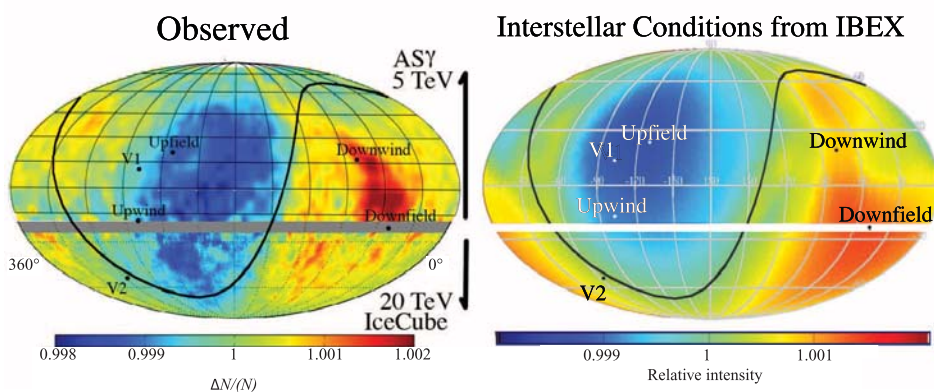 Observed
Interstellar Conditions from IBEX
ASγ
5 TeV
Upfield
V1
Downwind
Upwind
Downfield
360°
0°
V2
20 TeV
IceCube
0.998
0.999
1
1.001
1.002
ΔN/⟨N⟩
Upfield
V1
Downwind
-170
-150
Upwind
Downfield
V2
0.999
1
1.001
Relative intensity